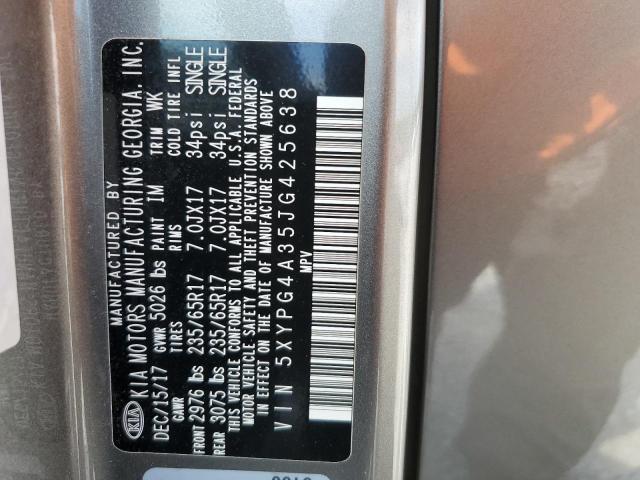 KIA
MANUFACTURED BY
KIA MOTORS MANUFACTURING GEORGIA, INC.
DEC/15/17 GVWR 5026 lbs PAINT IM TRIM WK
GAWR TIRES RIMS COLD TIRE INFL
FRONT 2976 lbs 235/65R17 7.0JX17 34psi SINGLE
REAR 3075 lbs 235/65R17 7.0JX17 34psi SINGLE
THIS VEHICLE CONFORMS TO ALL APPLICABLE U.S.A. FEDERAL
MOTOR VEHICLE SAFETY AND THEFT PREVENTION STANDARDS
IN EFFECT ON THE DATE OF MANUFACTURE SHOWN ABOVE
VIN 5XYPG4A35JG425638
MPV